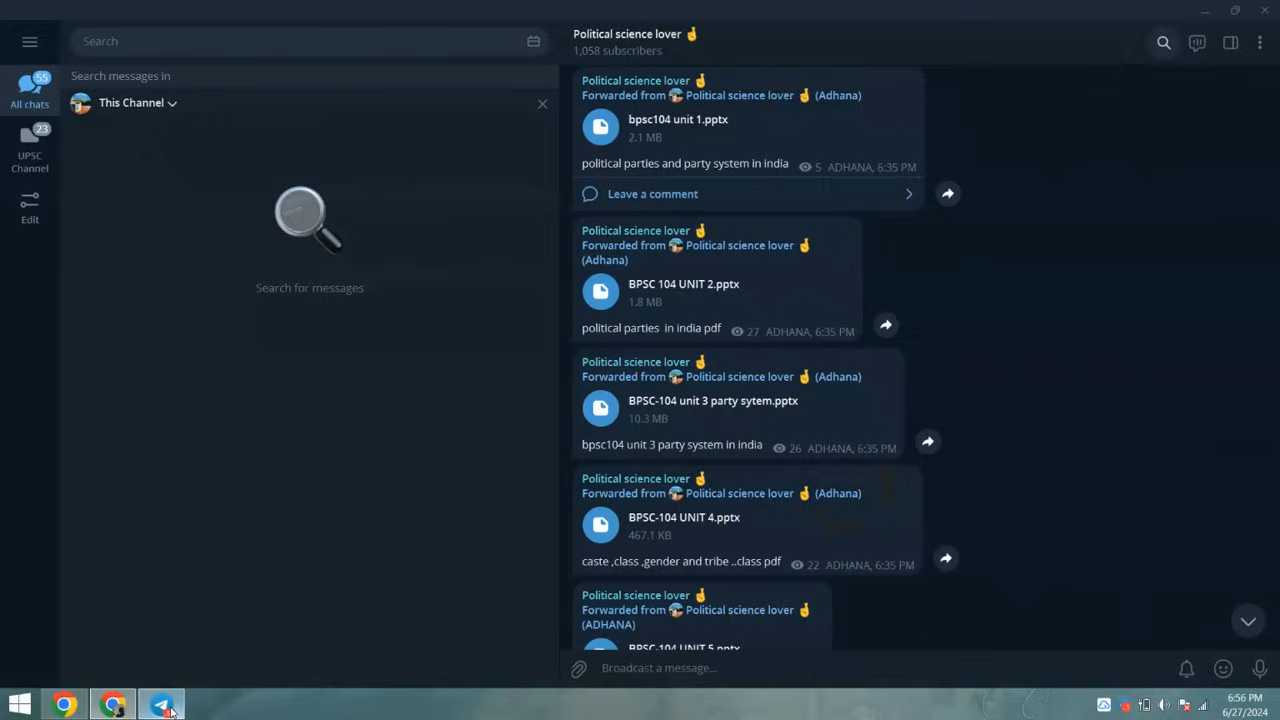 Search
Political science lover 🤞
1,058 subscribers
55
All chats
Search messages in
This Channel
23
UPSC
Channel
Edit
Search for messages
Political science lover 🤞
Forwarded from Political science lover 🤞 (Adhana)
bpsc104 unit 1.pptx
2.1 MB
political parties and party system in india 5 ADHANA, 6:35 PM
Leave a comment
Political science lover 🤞
Forwarded from Political science lover 🤞
(Adhana)
BPSC 104 UNIT 2.pptx
1.8 MB
political parties in india pdf 27 ADHANA, 6:35 PM
Political science lover 🤞
Forwarded from Political science lover 🤞 (Adhana)
BPSC-104 unit 3 party sytem.pptx
10.3 MB
bpsc104 unit 3 party system in india 26 ADHANA, 6:35 PM
Political science lover 🤞
Forwarded from Political science lover 🤞 (Adhana)
BPSC-104 UNIT 4.pptx
467.1 KB
caste ,class ,gender and tribe ..class pdf 22 ADHANA, 6:35 PM
Political science lover 🤞
Forwarded from Political science lover 🤞
(ADHANA)
BPSC-104 UNIT 5.pptx
Broadcast a message...
6:56 PM
6/27/2024